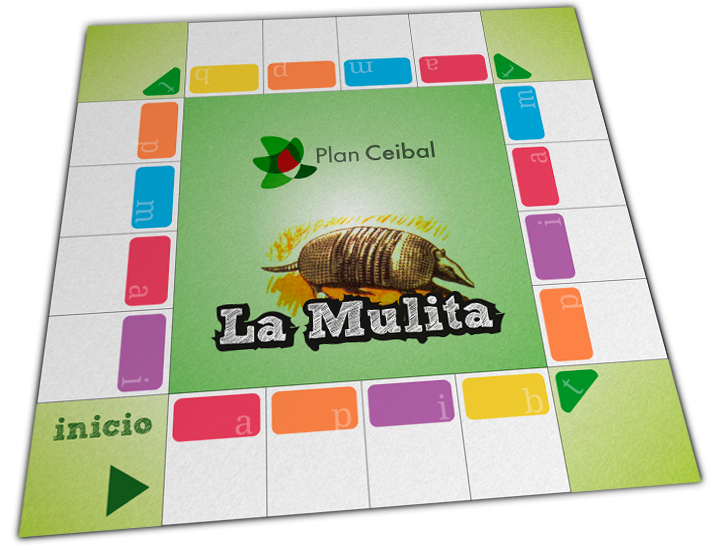 t b p m a t
p m
Plan Ceibal
m a
a i
La Mulita
i p
inicio a p i b t